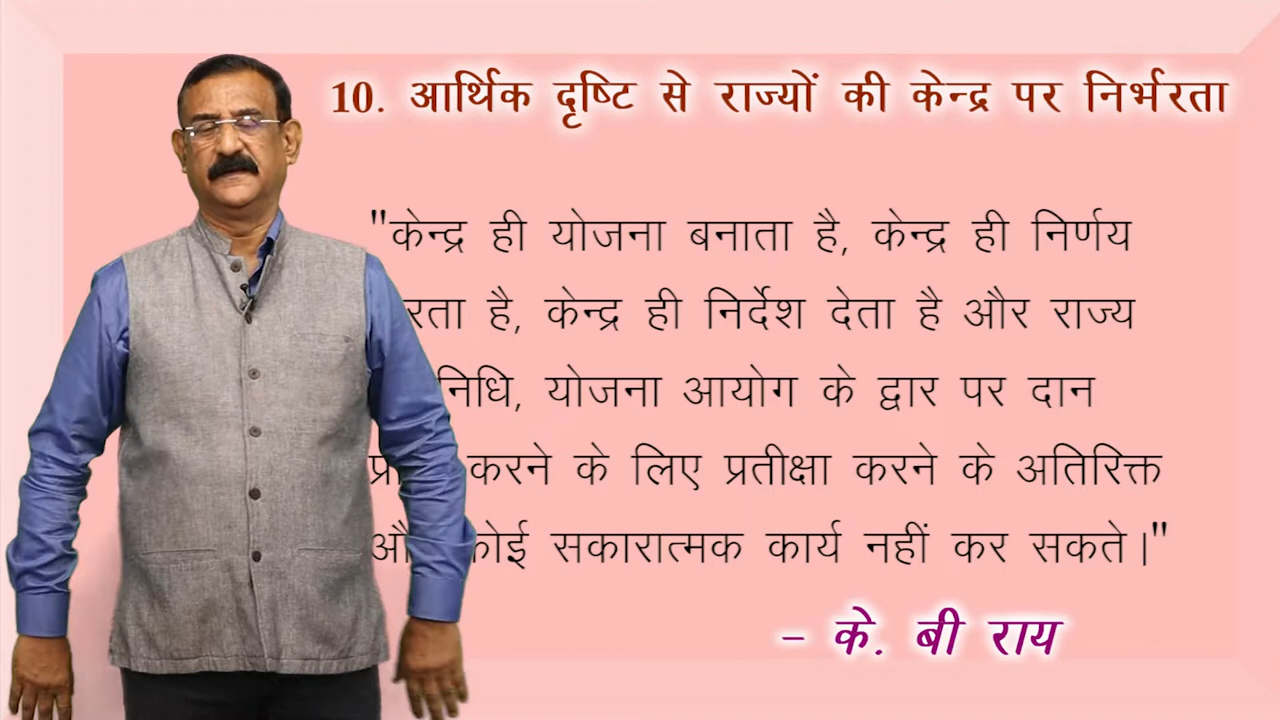 10. आर्थिक दृष्टि से राज्यों की केन्द्र पर निर्भरता
"केन्द्र ही योजना बनाता है, केन्द्र ही निर्णय
है, केन्द्र ही निर्देश देता है और राज्य
योजना आयोग के द्वार पर दान
करने के लिए प्रतीक्षा करने के अतिरिक्त
कोई सकारात्मक कार्य नहीं कर सकते।"
– के. बी राय